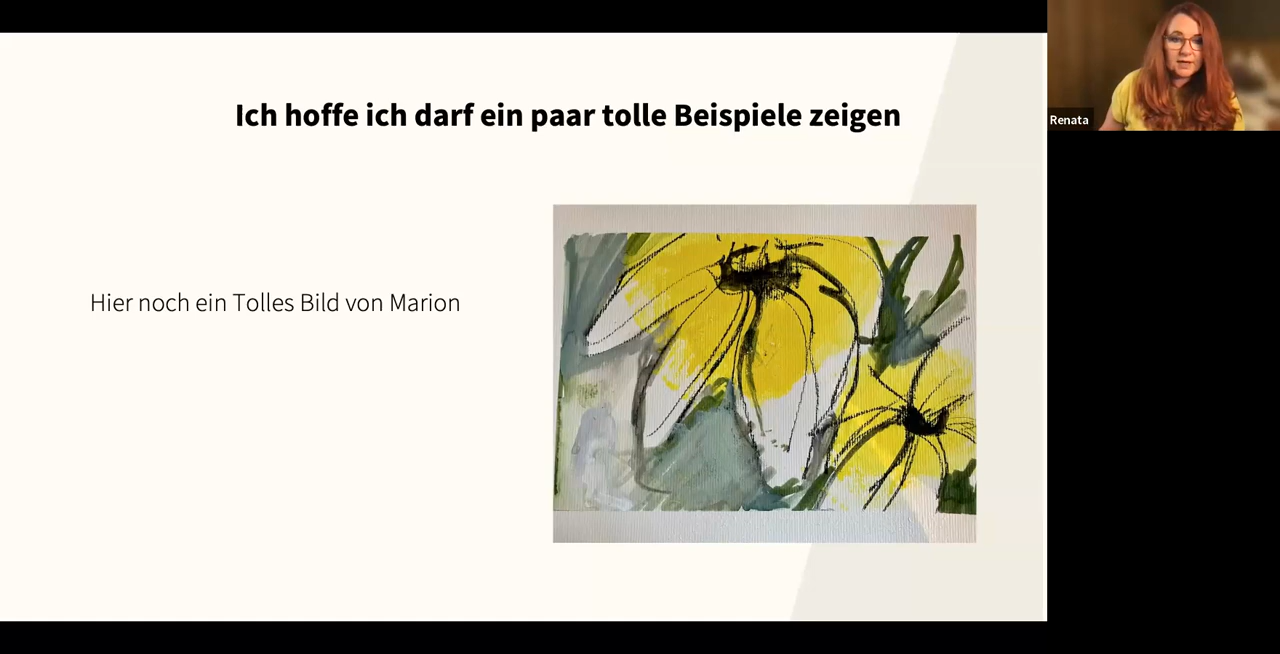 Ich hoffe ich darf ein paar tolle Beispiele zeigen
Hier noch ein Tolles Bild von Marion
Renata